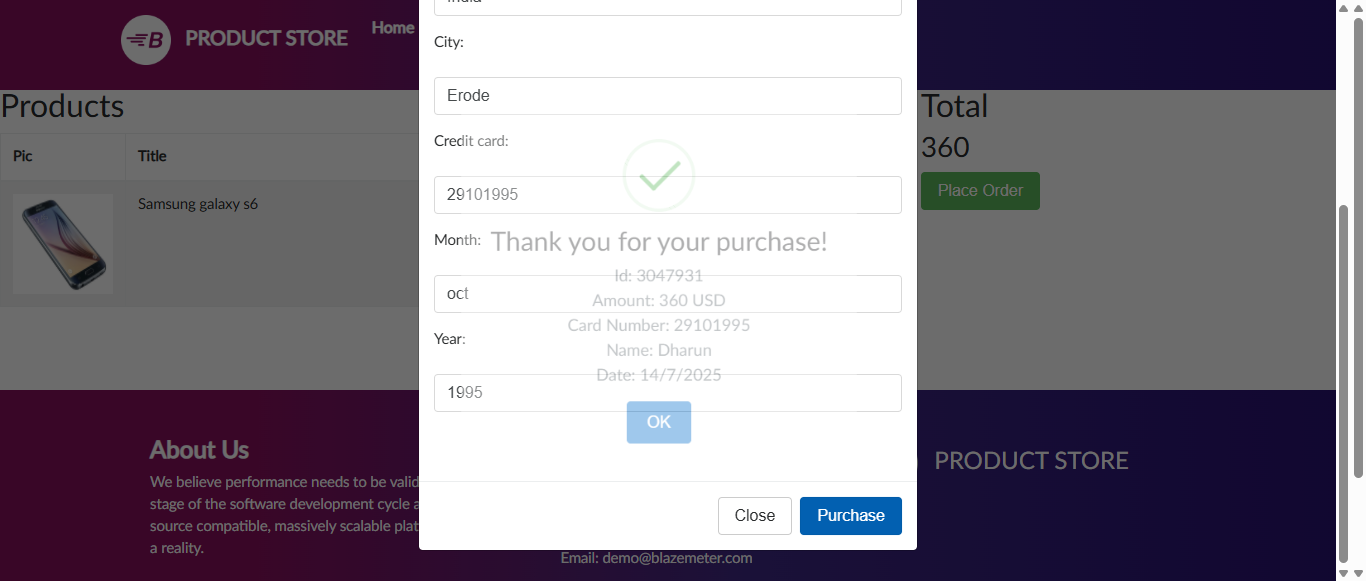 B PRODUCT STORE
Home
Products
Pic Title
Samsung galaxy s6
India
City:
Erode
Credit card:
29101995
Month:
oct
Year:
1995
Thank you for your purchase!
Id: 3047931
Amount: 360 USD
Card Number: 29101995
Name: Dharun
Date: 14/7/2025
OK
Close Purchase
Total
360
Place Order
About Us
We believe performance needs to be valid
stage of the software development cycle a
source compatible, massively scalable plat
a reality.
Email: demo@blazemeter.com
PRODUCT STORE